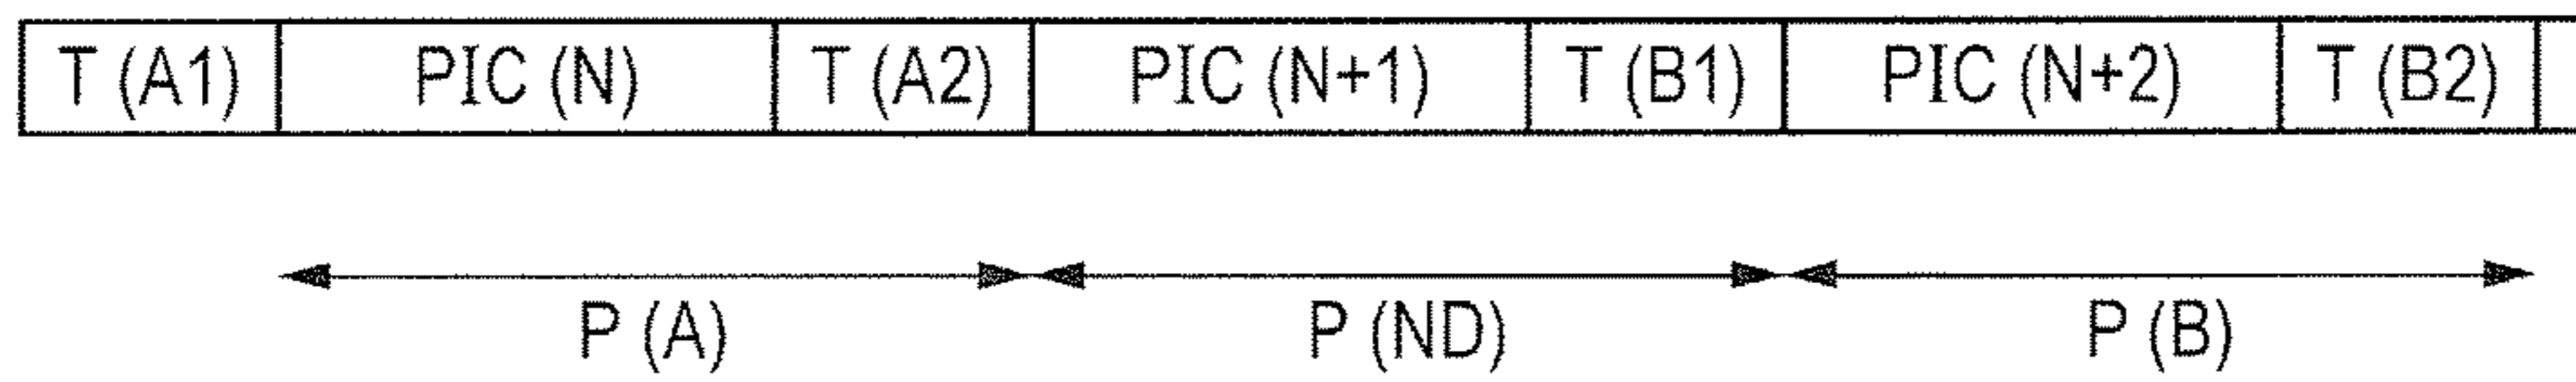 T (A1) PIC (N) T (A2) PIC (N+1) T (B1) PIC (N+2) T (B2)
P (A) P (ND) P (B)